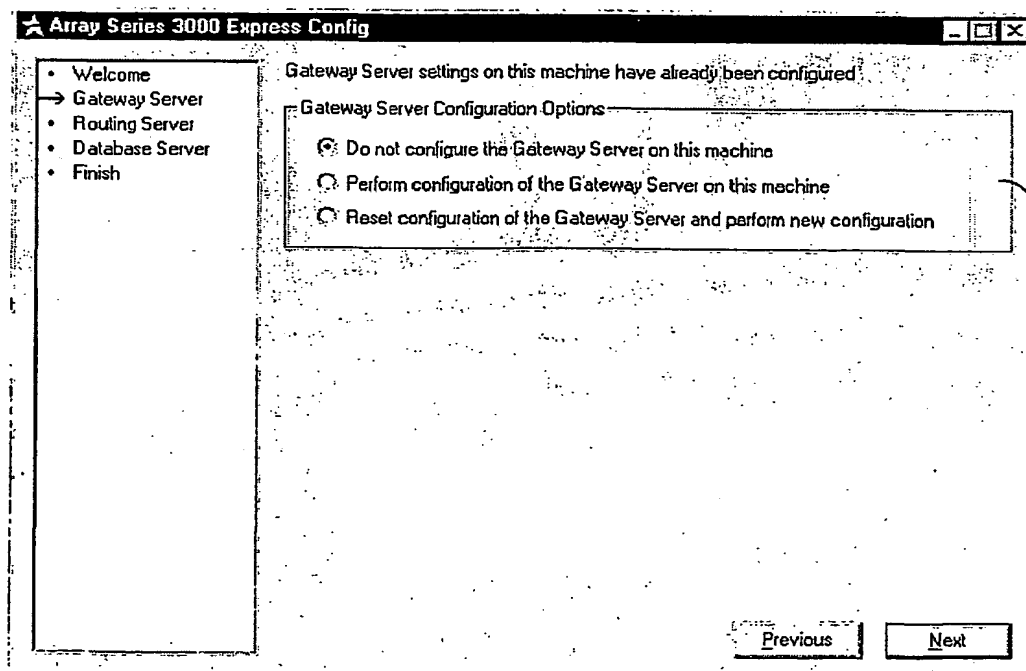 Array Series 3000 Express Config
Welcome
Gateway Server
Routing Server
Database Server
Finish
Gateway Server settings on this machine have already been configured
Gateway Server Configuration Options
Do not configure the Gateway Server on this machine
Perform configuration of the Gateway Server on this machine
Reset configuration of the Gateway Server and perform new configuration
Previous
Next